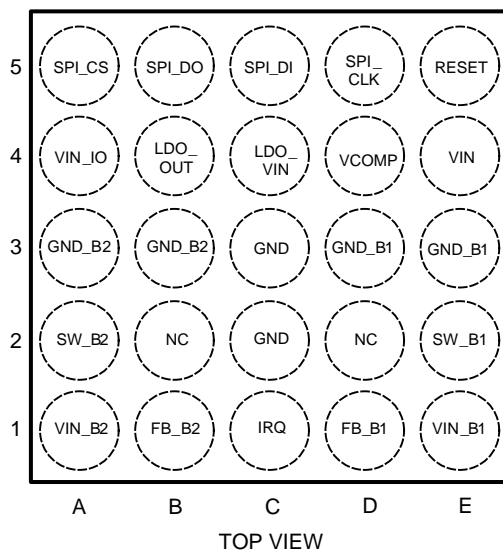 5 SPI_CS SPI_DO SPI_DI SPI_ CLK RESET
4 VIN_IO LDO_ OUT LDO_ VIN VCOMP VIN
3 GND_B2 GND_B2 GND GND_B1 GND_B1
2 SW_B2 NC GND NC SW_B1
1 VIN_B2 FB_B2 IRQ FB_B1 VIN_B1
A B C D E
TOP VIEW